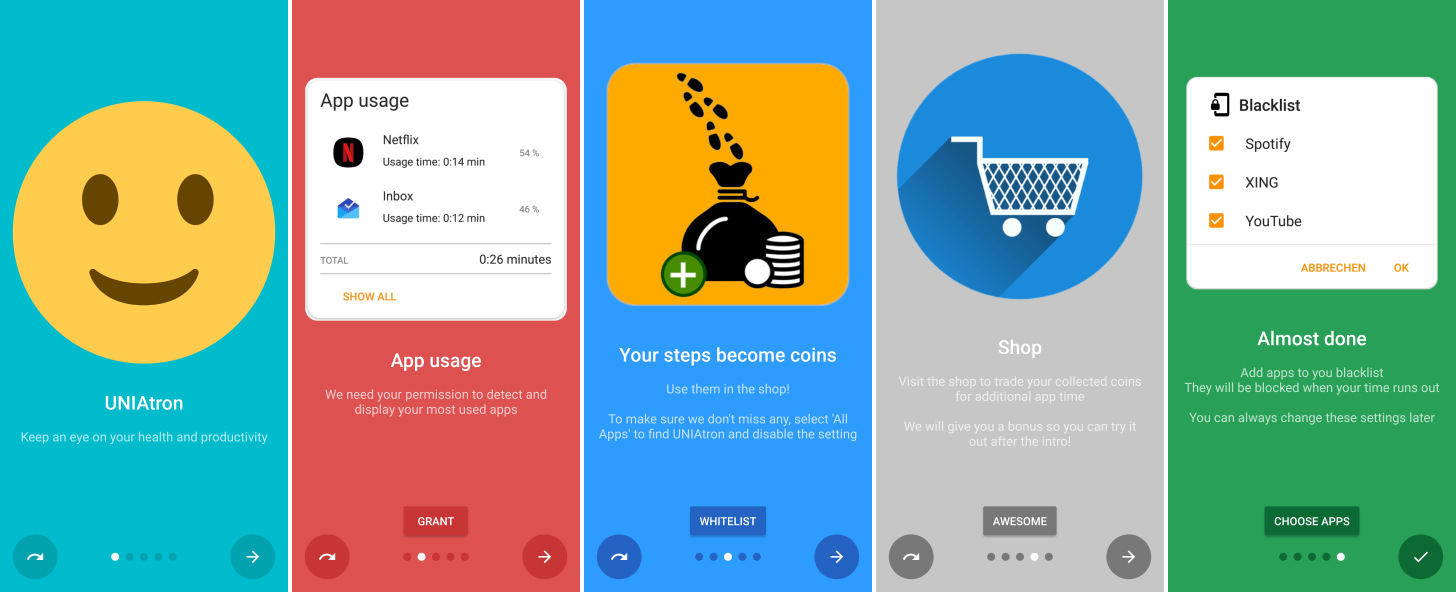 UNIAtron
Keep an eye on your health and productivity
App usage
N
Netflix
Usage time: 0:14 min
54 %
Inbox
Usage time: 0:12 min
46 %
TOTAL
0:26 minutes
SHOW ALL
App usage
We need your permission to detect and
display your most used apps
GRANT
Your steps become coins
Use them in the shop!
To make sure we don't miss any, select 'All
Apps' to find UNIAtron and disable the setting
WHITELIST
Shop
Visit the shop to trade your collected coins
for additional app time
We will give you a bonus so you can try it
out after the intro!
AWESOME
Blacklist
Spotify
XING
YouTube
ABBRECHEN
OK
Almost done
Add apps to you blacklist
They will be blocked when your time runs out
You can always change these settings later
CHOOSE APPS